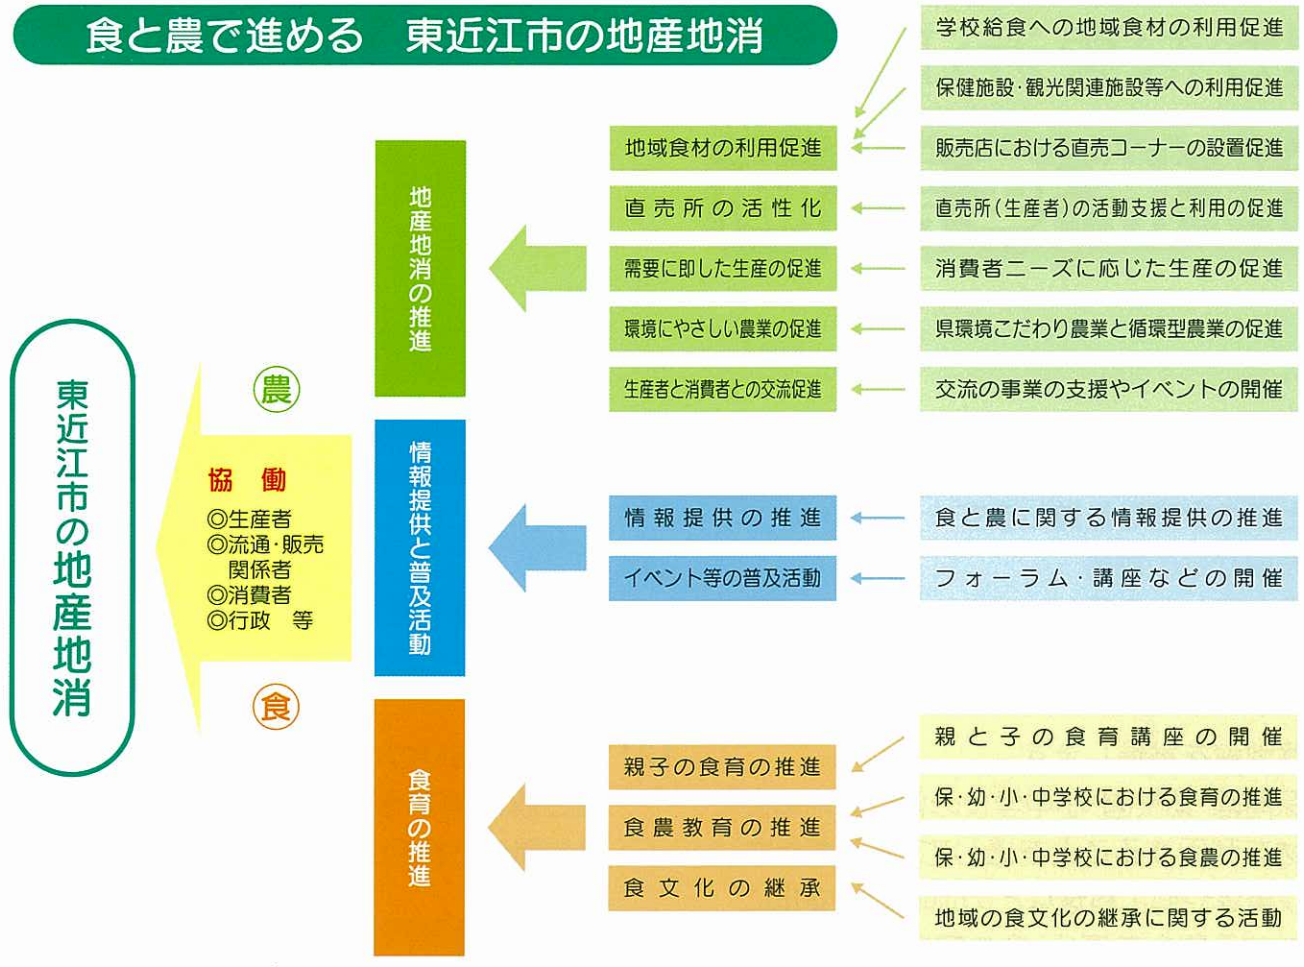 食と農で進める　東近江市の地産地消
東近江市の地産地消
農
協働
◎生産者
◎流通・販売
関係者
◎消費者
◎行政　等
食
地産地消の推進
地域食材の利用促進
学校給食への地域食材の利用促進
保健施設・観光関連施設等への利用促進
販売店における直売コーナーの設置促進
直売所の活性化
直売所(生産者)の活動支援と利用の促進
需要に即した生産の促進
消費者ニーズに応じた生産の促進
環境にやさしい農業の促進
県環境こだわり農業と循環型農業の促進
生産者と消費者との交流促進
交流の事業の支援やイベントの開催
情報提供と普及活動
情報提供の推進
食と農に関する情報提供の推進
イベント等の普及活動
フォーラム・講座などの開催
食育の推進
親子の食育の推進
親と子の食育講座の開催
食農教育の推進
保・幼・小・中学校における食育の推進
保・幼・小・中学校における食農の推進
食文化の継承
地域の食文化の継承に関する活動